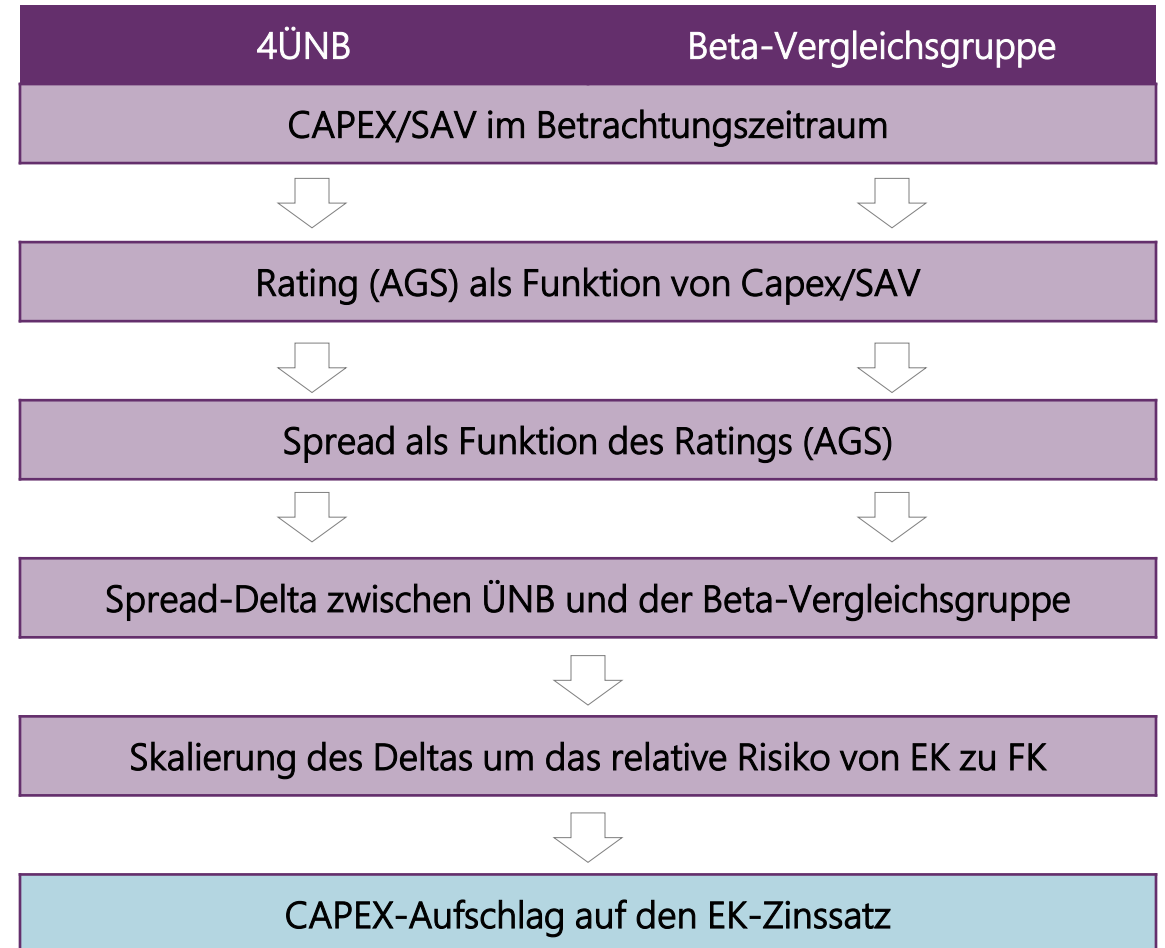 4ÜNB Beta-Vergleichsgruppe
CAPEX/SAV im Betrachtungszeitraum
Rating (AGS) als Funktion von Capex/SAV
Spread als Funktion des Ratings (AGS)
Spread-Delta zwischen ÜNB und der Beta-Vergleichsgruppe
Skalierung des Deltas um das relative Risiko von EK zu FK
CAPEX-Aufschlag auf den EK-Zinssatz